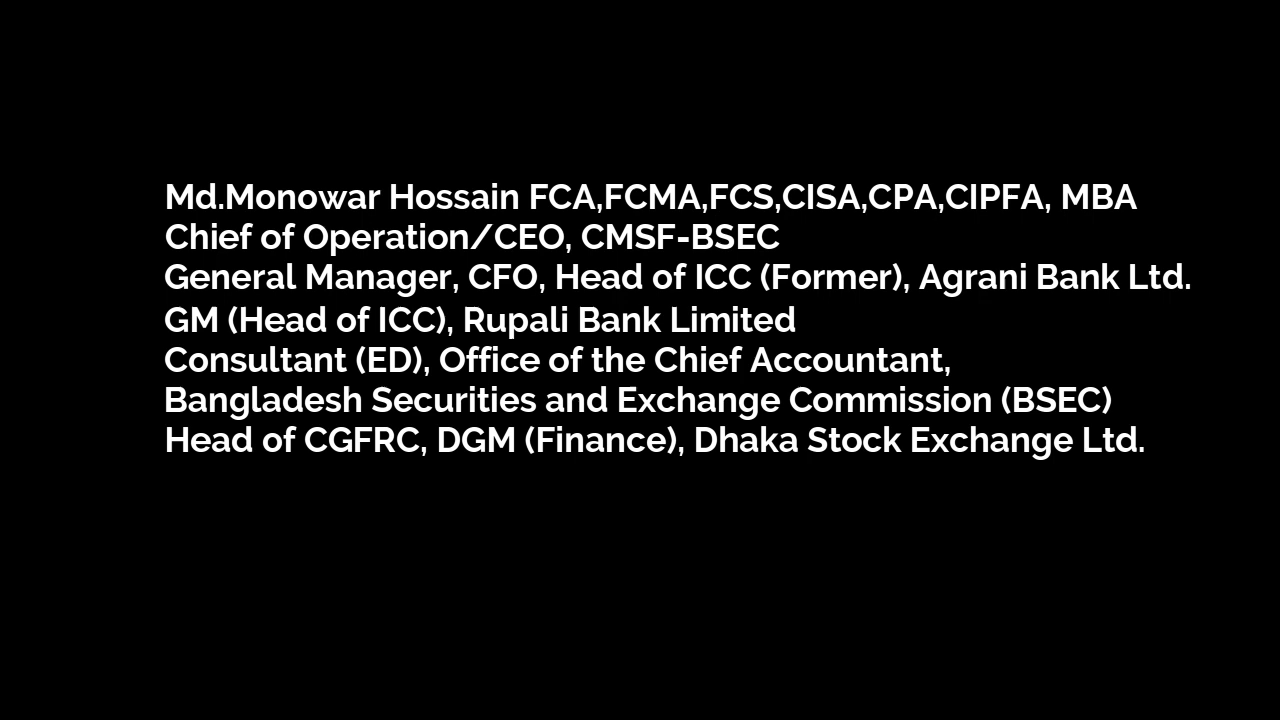 Md.Monowar Hossain FCA,FCMA,FCS,CISA,CPA,CIPFA, MBA
Chief of Operation/CEO, CMSF-BSEC
General Manager, CFO, Head of ICC (Former), Agrani Bank Ltd.
GM (Head of ICC), Rupali Bank Limited
Consultant (ED), Office of the Chief Accountant,
Bangladesh Securities and Exchange Commission (BSEC)
Head of CGFRC, DGM (Finance), Dhaka Stock Exchange Ltd.